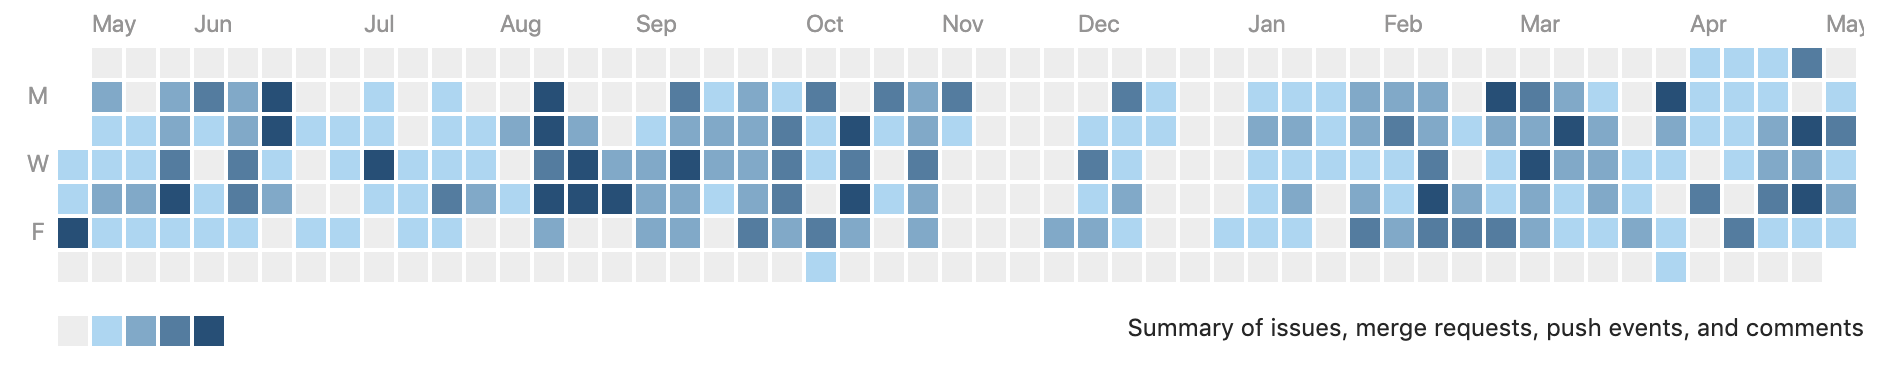 May Jun Jul Aug Sep Oct Nov Dec Jan Feb Mar Apr May
M
W
F
Summary of issues, merge requests, push events, and comments